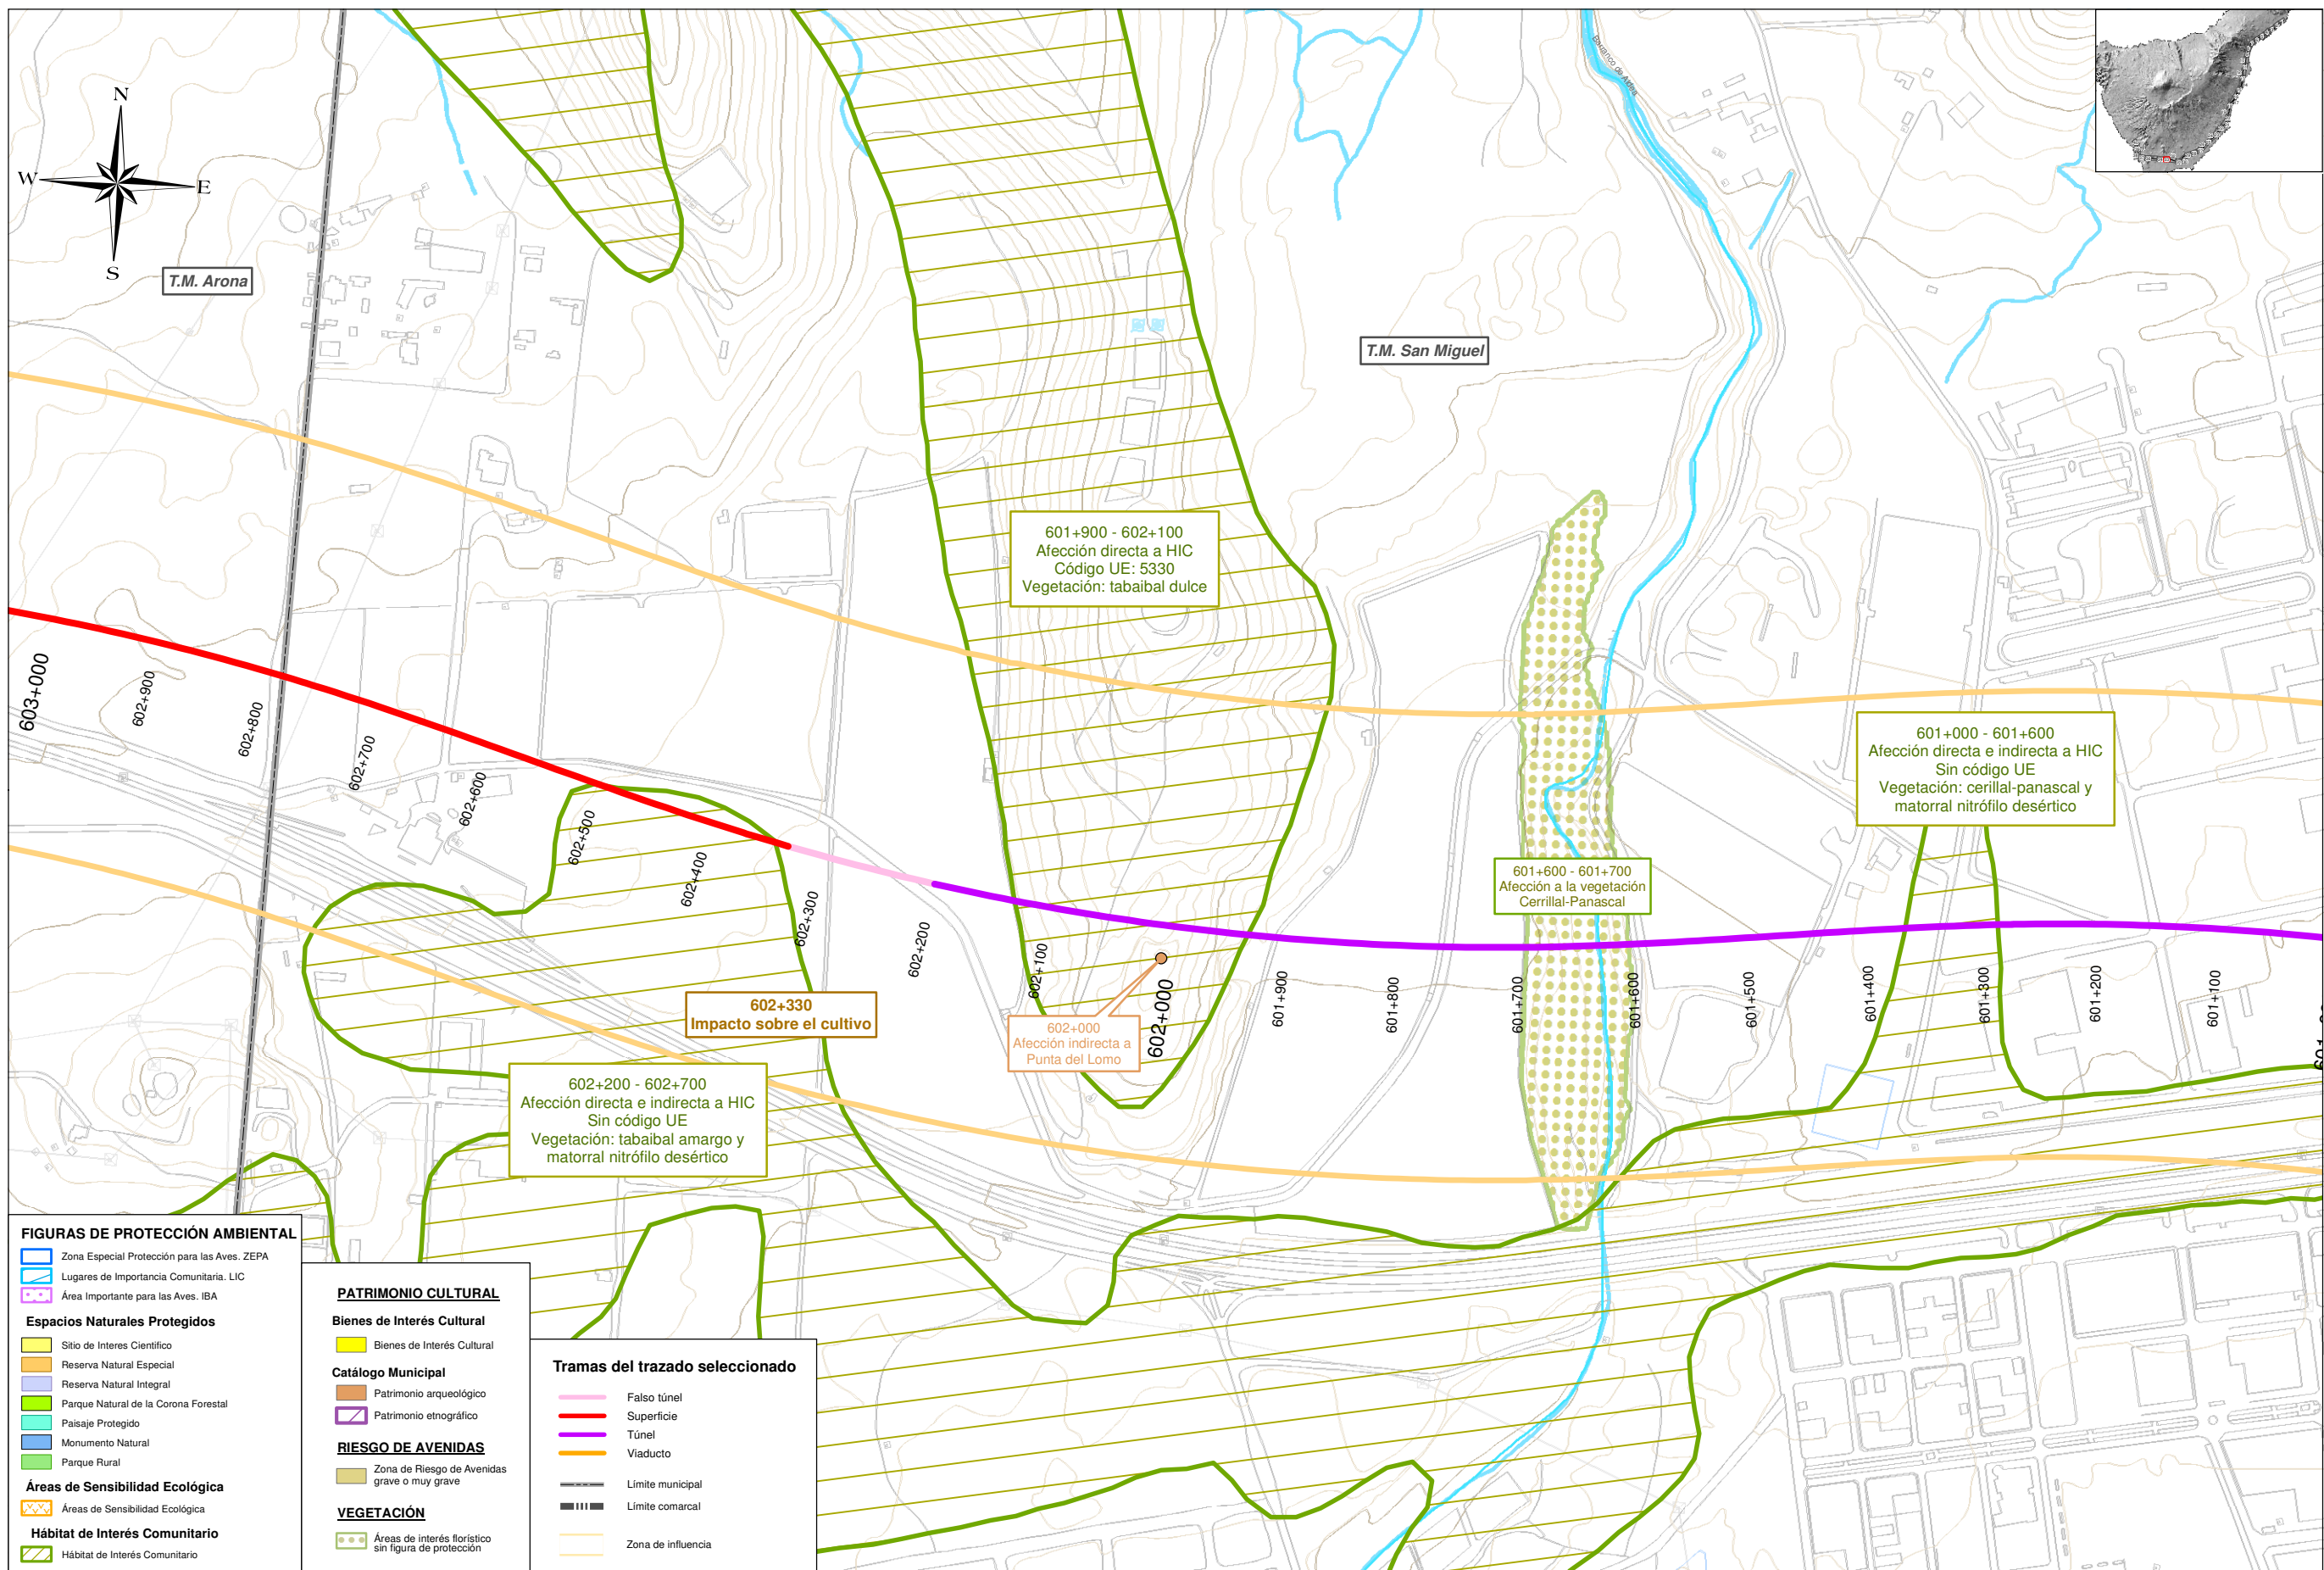 N
W
E
S
T.M. Arona
T.M. San Miguel
Barranco de Aldea
601+900 - 602+100
Afección directa a HIC
Código UE: 5330
Vegetación: tabaibal dulce
601+000 - 601+600
Afección directa e indirecta a HIC
Sin código UE
Vegetación: cerillal-panascal y
matorral nitrófilo desértico
601+600 - 601+700
Afección a la vegetación
Cerrillal-Panascal
603+000
602+900
602+800
602+700
602+600
602+500
602+400
602+300
602+200
602+100
602+000
601+900
601+800
601+700
601+600
601+500
601+400
601+300
601+200
601+100
602+330
Impacto sobre el cultivo
602+000
Afección indirecta a
Punta del Lomo
602+200 - 602+700
Afección directa e indirecta a HIC
Sin código UE
Vegetación: tabaibal amargo y
matorral nitrófilo desértico
FIGURAS DE PROTECCIÓN AMBIENTAL
Zona Especial Protección para las Aves. ZEPA
Lugares de Importancia Comunitaria. LIC
Área Importante para las Aves. IBA
Espacios Naturales Protegidos
Sitio de Interes Cientifico
Reserva Natural Especial
Reserva Natural Integral
Parque Natural de la Corona Forestal
Paisaje Protegido
Monumento Natural
Parque Rural
Áreas de Sensibilidad Ecológica
Áreas de Sensibilidad Ecológica
Hábitat de Interés Comunitario
Hábitat de Interés Comunitario
PATRIMONIO CULTURAL
Bienes de Interés Cultural
Bienes de Interés Cultural
Catálogo Municipal
Patrimonio arqueológico
Patrimonio etnográfico
RIESGO DE AVENIDAS
Zona de Riesgo de Avenidas
grave o muy grave
VEGETACIÓN
Áreas de interés florístico
sin figura de protección
Tramas del trazado seleccionado
Falso túnel
Superficie
Túnel
Viaducto
Límite municipal
Límite comarcal
Zona de influencia